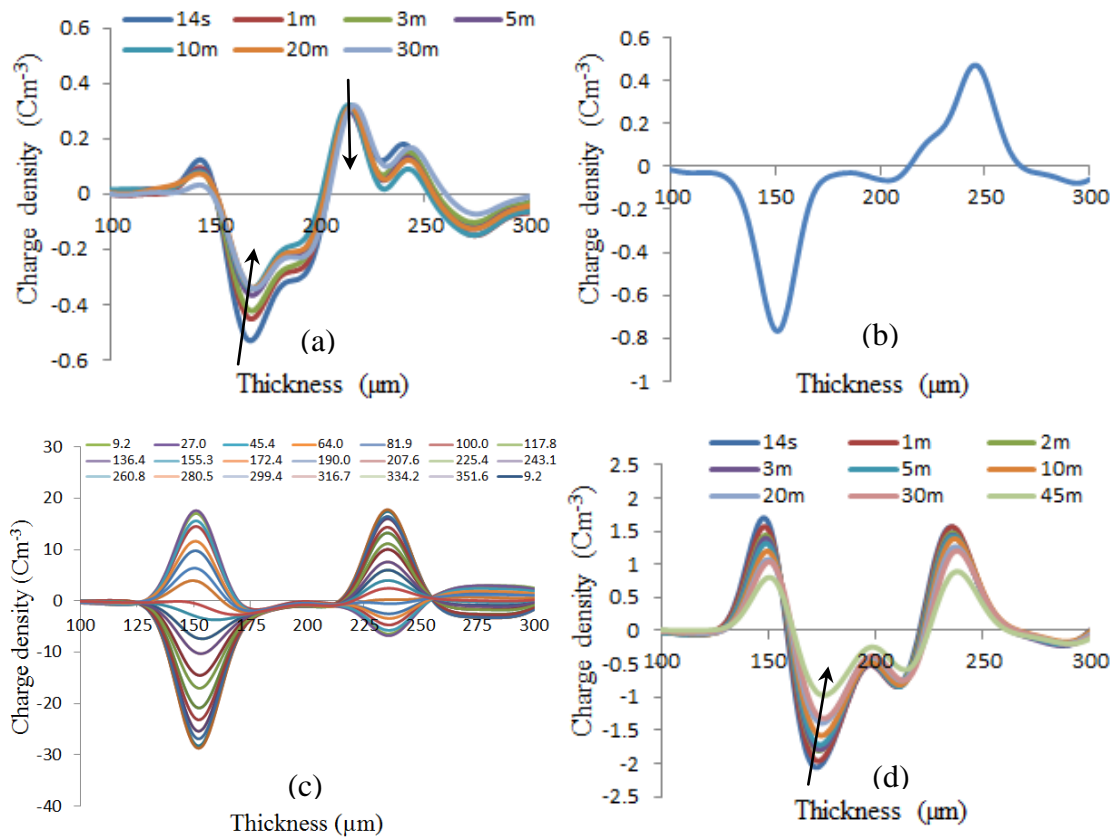 14s 1m 3m 5m
10m 20m 30m
Charge density (Cm-3)
0.6
0.4
0.2
0
-0.2
-0.4
-0.6
100 150 200 250 300
(a)
Thickness (µm)
Charge density (Cm-3)
0.6
0.4
0.2
0
-0.2
-0.4
-0.6
-0.8
-1
100 150 200 250 300
(b)
Thickness (µm)
9.2 27.0 45.4 64.0 81.9 100.0 117.8
136.4 155.3 172.4 190.0 207.6 225.4 243.1
260.8 280.5 299.4 316.7 334.2 351.6 9.2
Charge density (Cm-3)
30
20
10
0
-10
-20
-30
-40
100 125 150 175 200 225 250 275 300
(c)
Thickness (µm)
14s 1m 2m
3m 5m 10m
20m 30m 45m
Charge density (Cm-3)
2.5
2
1.5
1
0.5
0
-0.5
-1
-1.5
-2
-2.5
100 150 200 250 300
(d)
Thickness (µm)